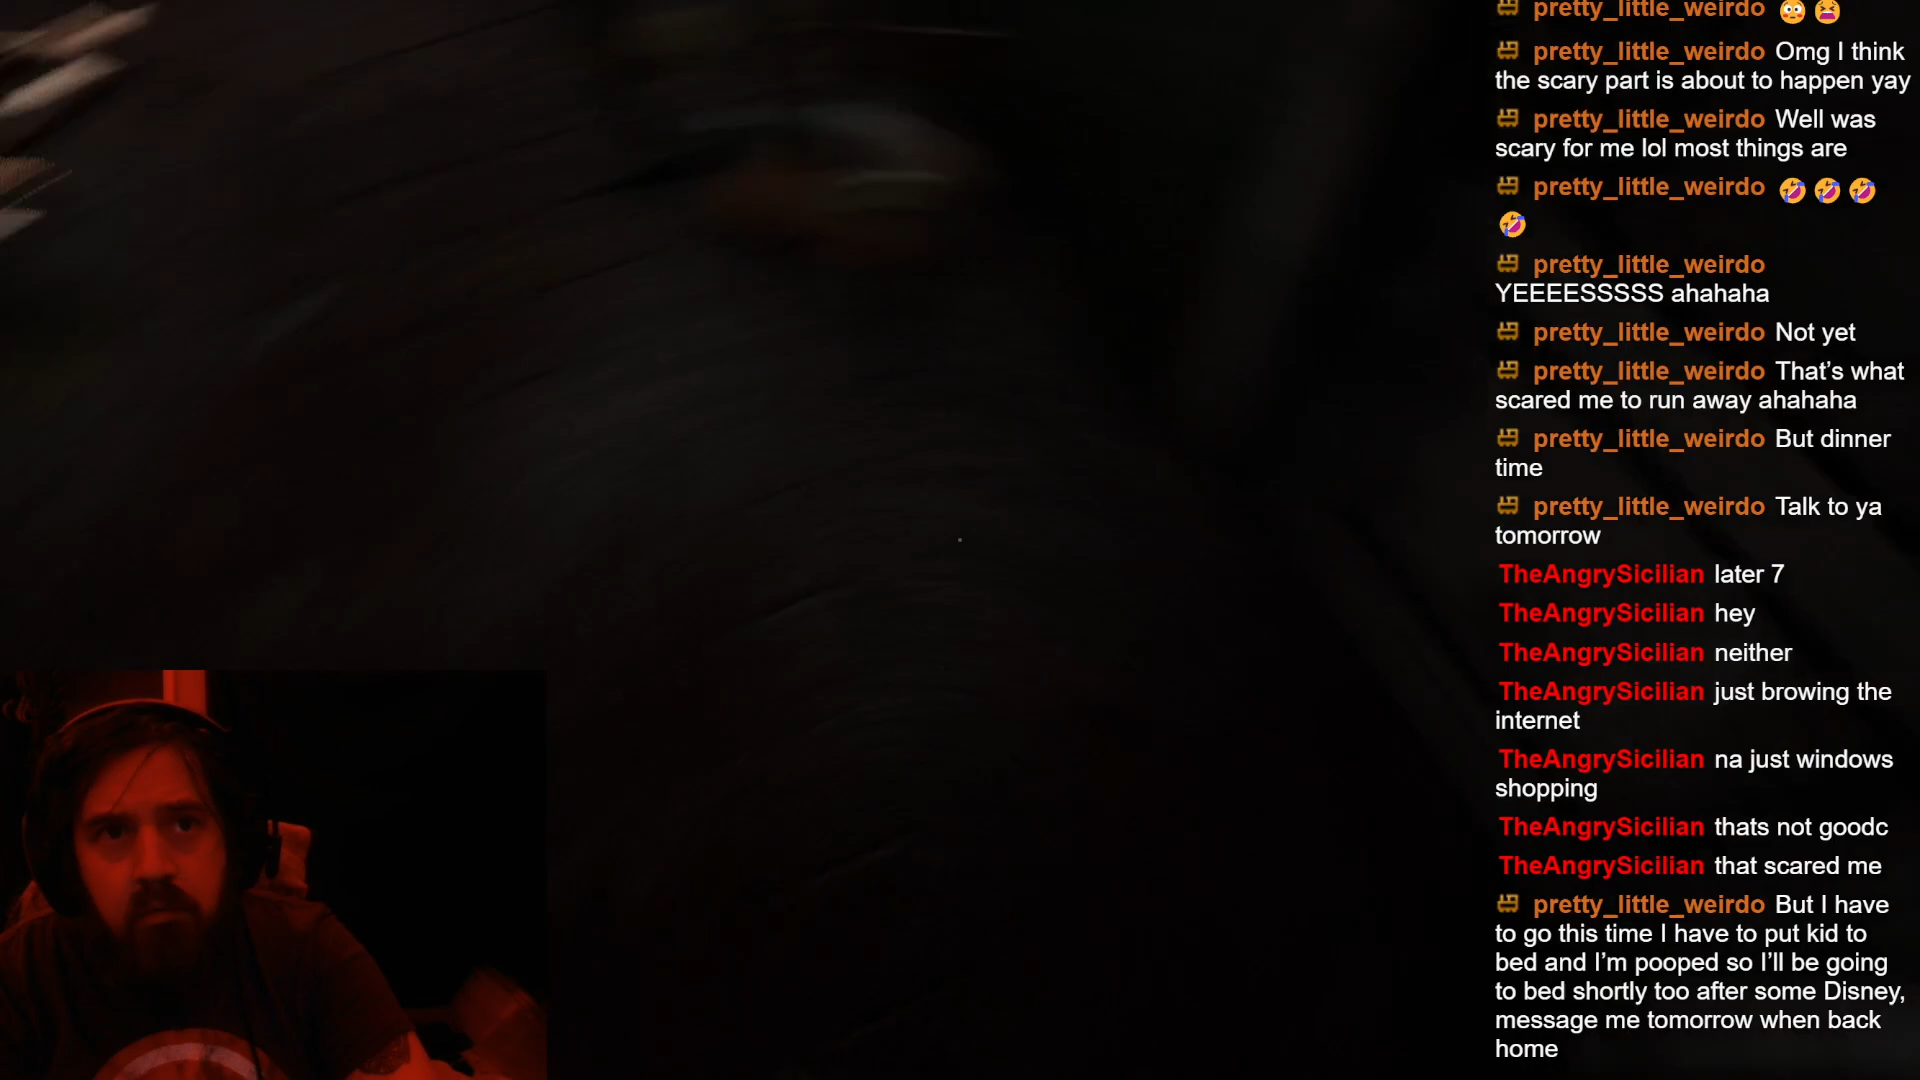 pretty_little_weirdo 😳 😫
pretty_little_weirdo Omg I think
the scary part is about to happen yay
pretty_little_weirdo Well was
scary for me lol most things are
pretty_little_weirdo 🤣 🤣 🤣
🤣
pretty_little_weirdo
YEEEESSSSS ahahaha
pretty_little_weirdo Not yet
pretty_little_weirdo That’s what
scared me to run away ahahaha
pretty_little_weirdo But dinner
time
pretty_little_weirdo Talk to ya
tomorrow
TheAngrySicilian later 7
TheAngrySicilian hey
TheAngrySicilian neither
TheAngrySicilian just browing the
internet
TheAngrySicilian na just windows
shopping
TheAngrySicilian thats not goodc
TheAngrySicilian that scared me
pretty_little_weirdo But I have
to go this time I have to put kid to
bed and I’m pooped so I’ll be going
to bed shortly too after some Disney,
message me tomorrow when back
home